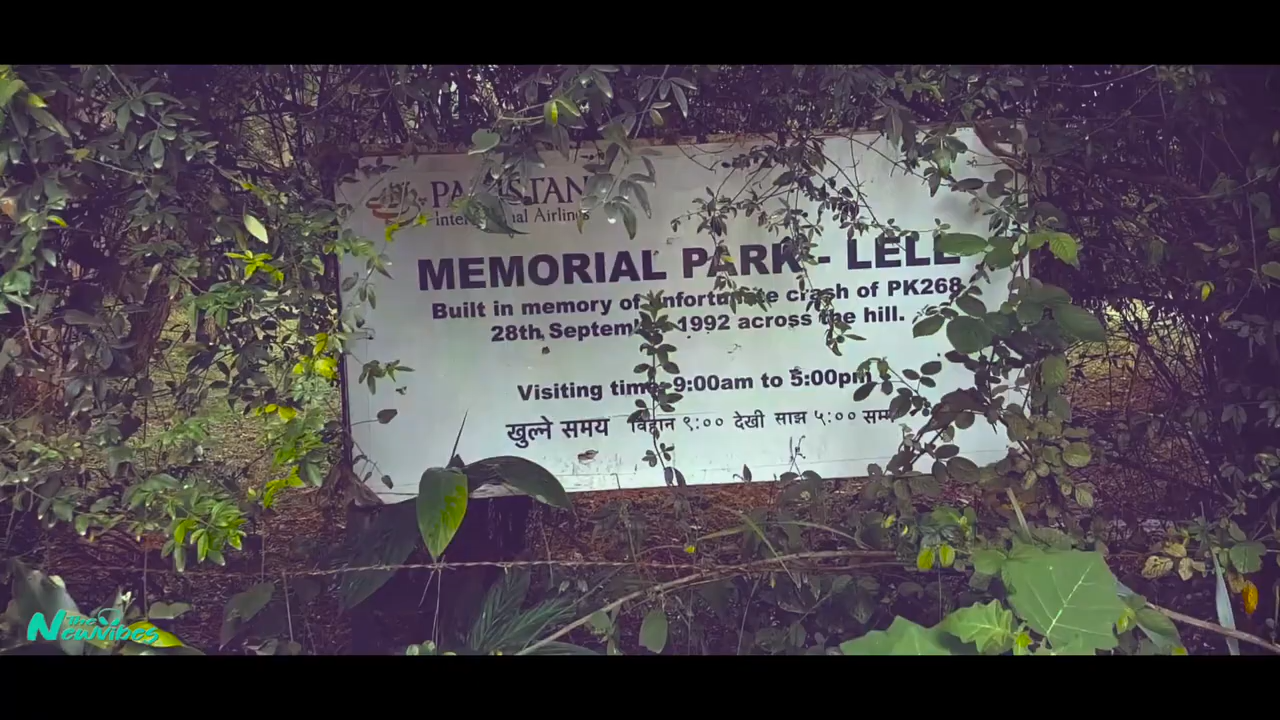 PAKISTAN
International Airlines
MEMORIAL PARK - LELE
Built in memory of unfortunate crash of PK268
28th September 1992 across the hill.
Visiting time: 9:00am to 5:00pm
खुल्ने समय विहान ९:०० देखी साझ ५:०० सम्म
The
Newvibes